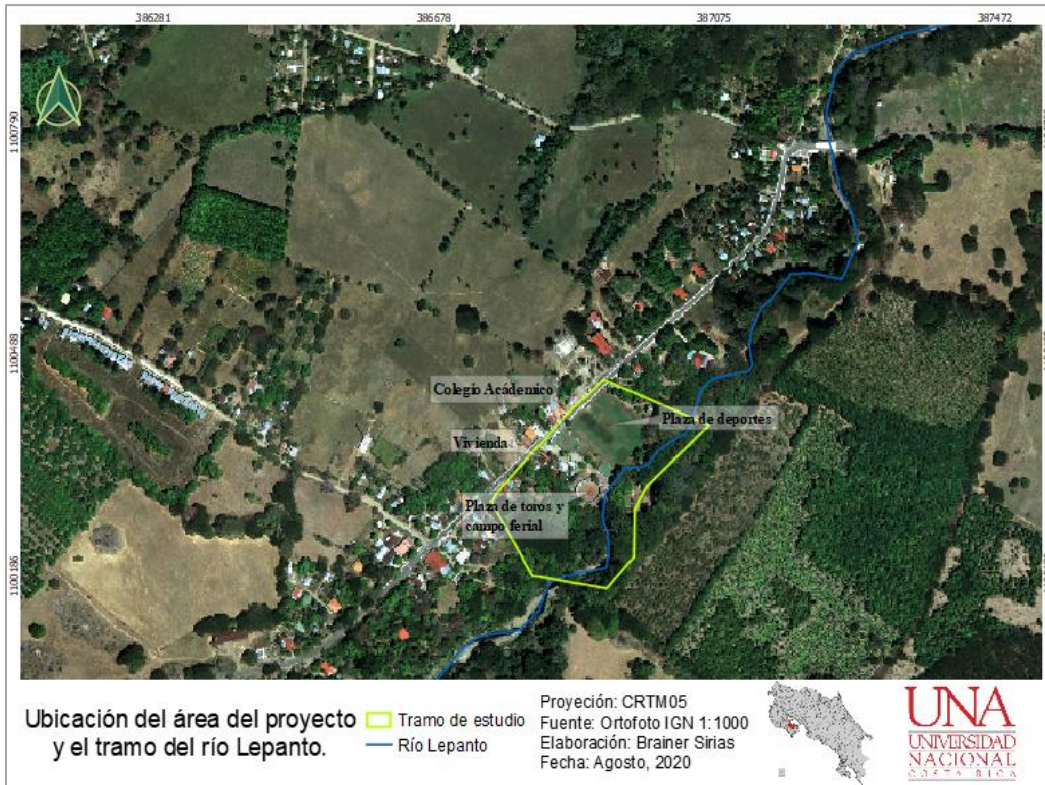 386281 386678 387075 387472
1100790
1100488
1100186
Colegio Académico
Plaza de deportes
Vivienda
Plaza de toros y
campo ferial
Ubicación del área del proyecto
y el tramo del río Lepanto.
Tramo de estudio
Río Lepanto
Proyeción: CRTM05
Fuente: Ortofoto IGN 1:1000
Elaboración: Brainer Sirias
Fecha: Agosto, 2020
UNA
UNIVERSIDAD
NACIONAL
COSTA RICA